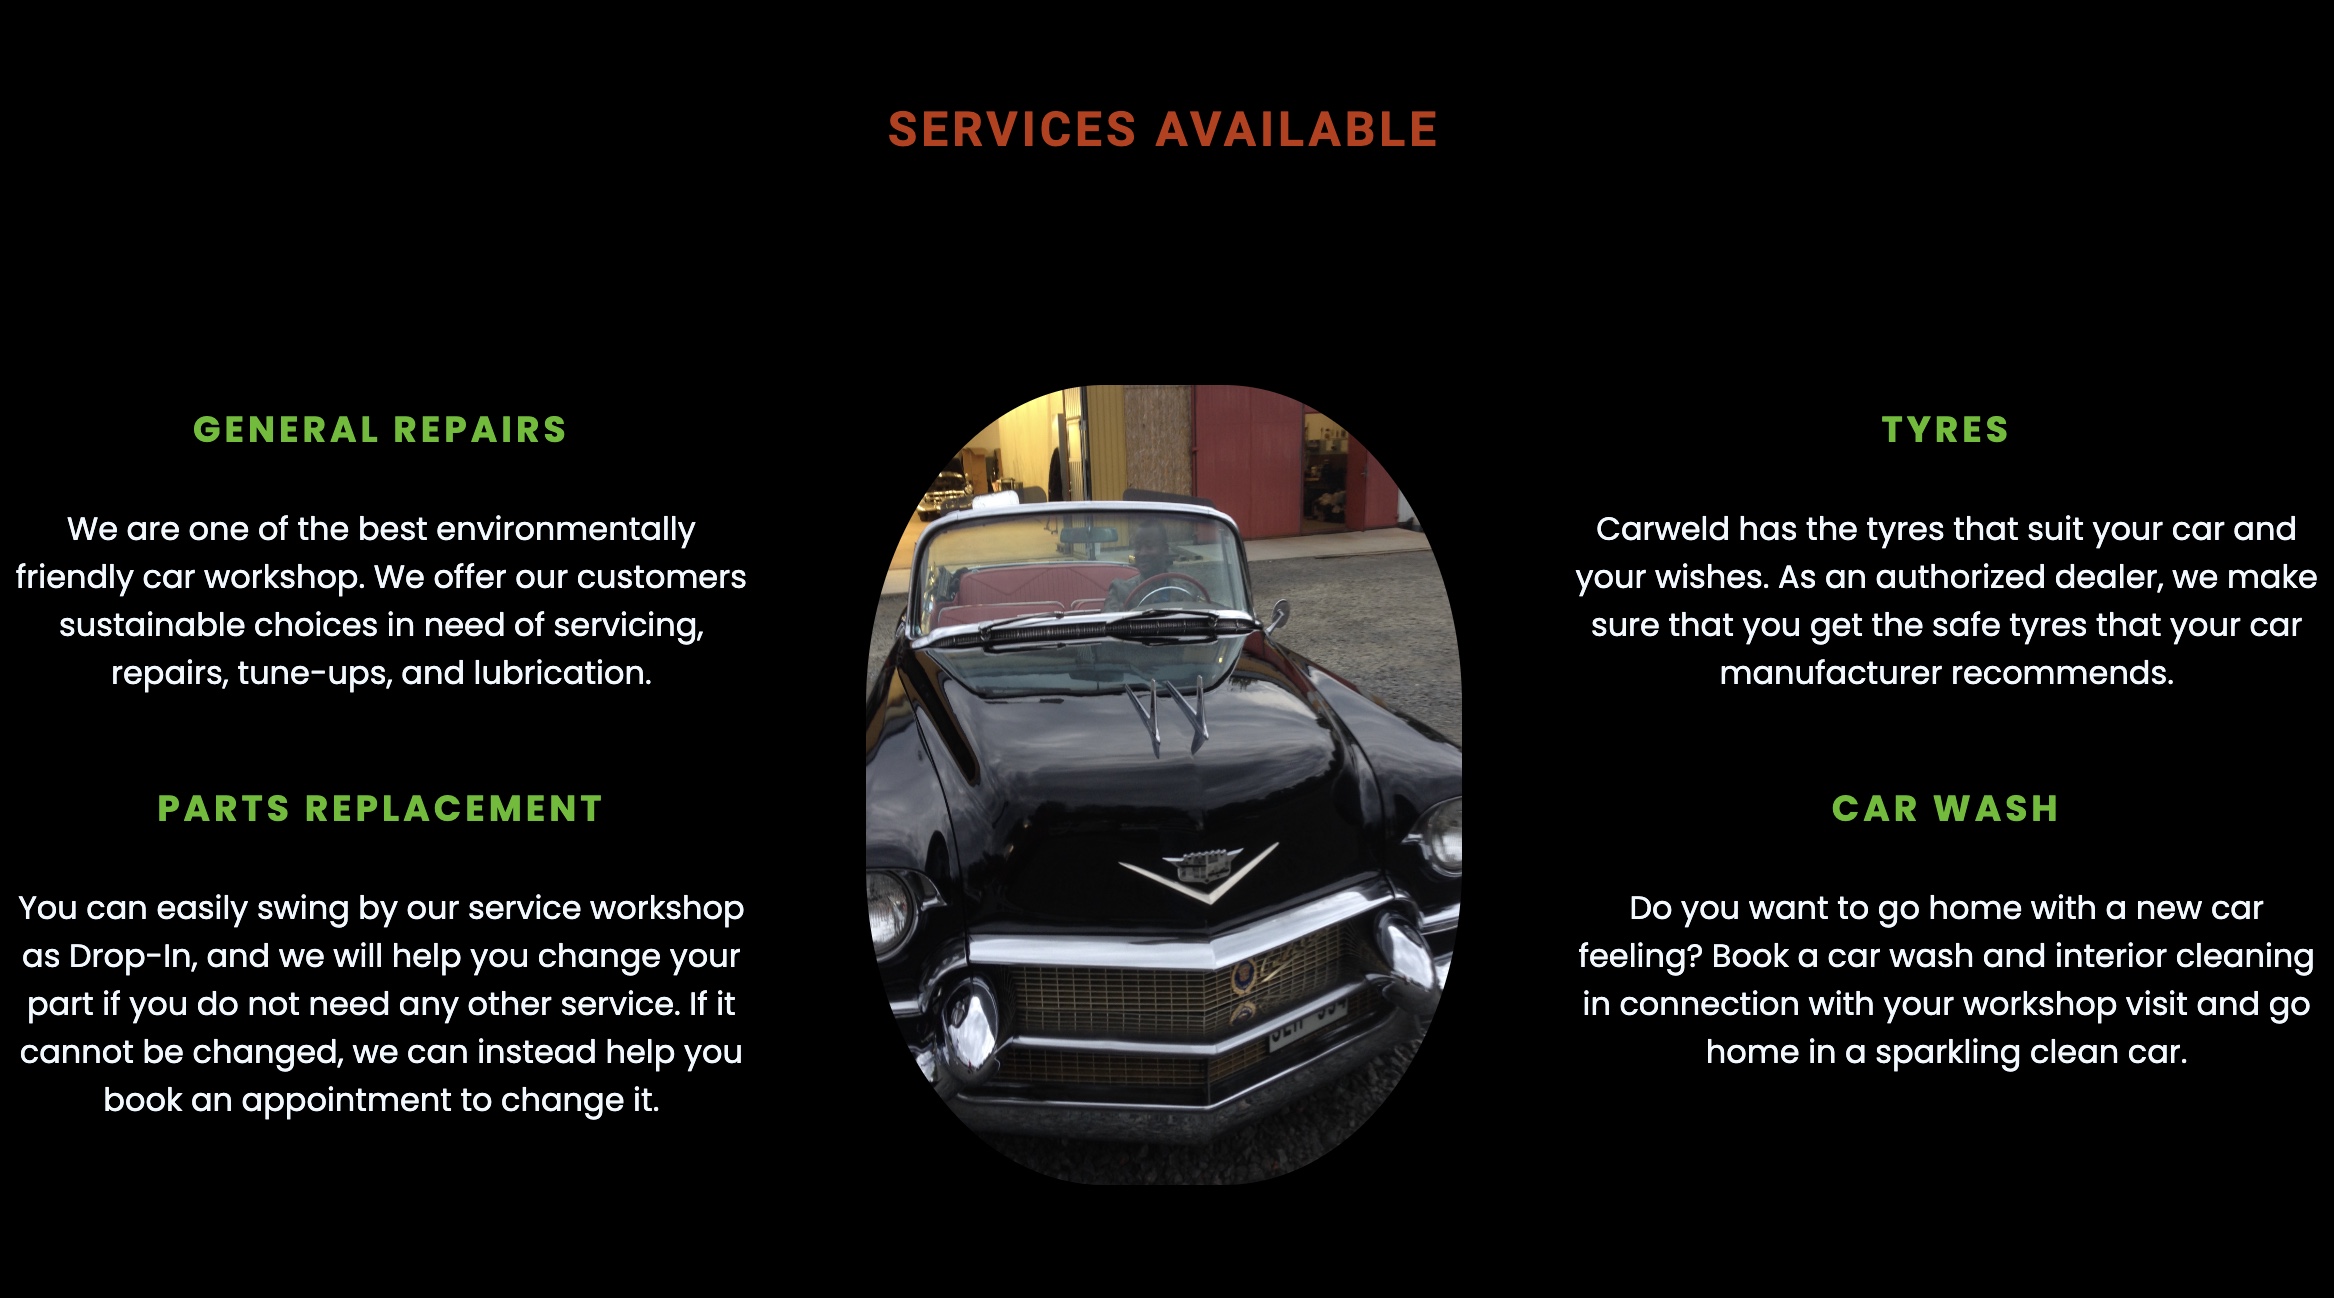 SERVICES AVAILABLE
GENERAL REPAIRS
We are one of the best environmentally
friendly car workshop. We offer our customers
sustainable choices in need of servicing,
repairs, tune-ups, and lubrication.
PARTS REPLACEMENT
You can easily swing by our service workshop
as Drop-In, and we will help you change your
part if you do not need any other service. If it
cannot be changed, we can instead help you
book an appointment to change it.
TYRES
Carweld has the tyres that suit your car and
your wishes. As an authorized dealer, we make
sure that you get the safe tyres that your car
manufacturer recommends.
CAR WASH
Do you want to go home with a new car
feeling? Book a car wash and interior cleaning
in connection with your workshop visit and go
home in a sparkling clean car.